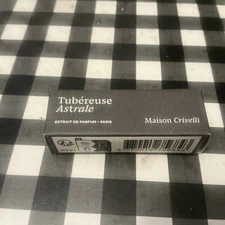 Tubéreuse
Astrale
EXTRAIT DE PARFUM - PARIS
Maison Crivelli